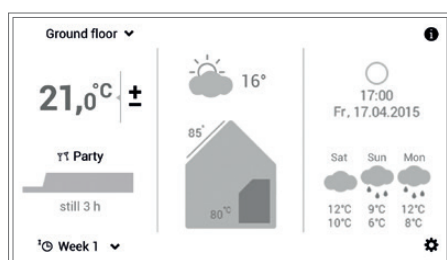 Ground floor
21,0°C ±
Party
still 3 h
Week 1
16°
85°
80°C
17:00
Fr, 17.04.2015
Sat Sun Mon
12°C 9°C 12°C
10°C 6°C 8°C